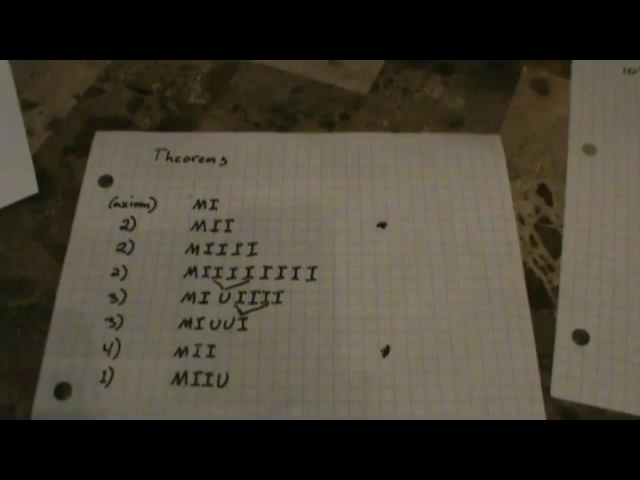 Theorems
(axiom) MI
2) MII *
2) MIIII
2) MIIIIIIII
3) MIUIIII
3) MIUUI
4) MII *
1) MIIU